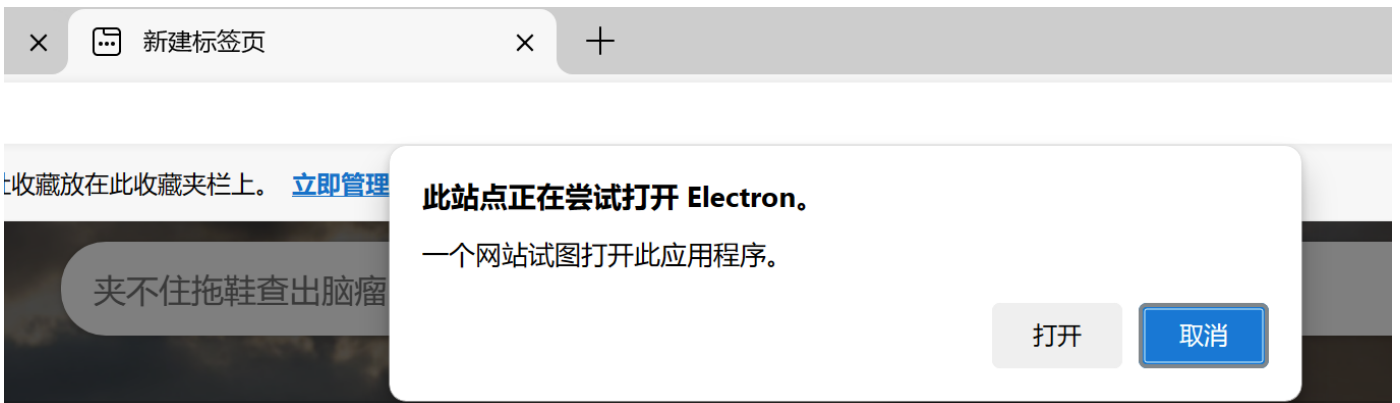 新建标签页
收藏放在此收藏夹栏上。 立即管理
此站点正在尝试打开 Electron。
一个网站试图打开此应用程序。
夹不住拖鞋查出脑瘤
打开 取消